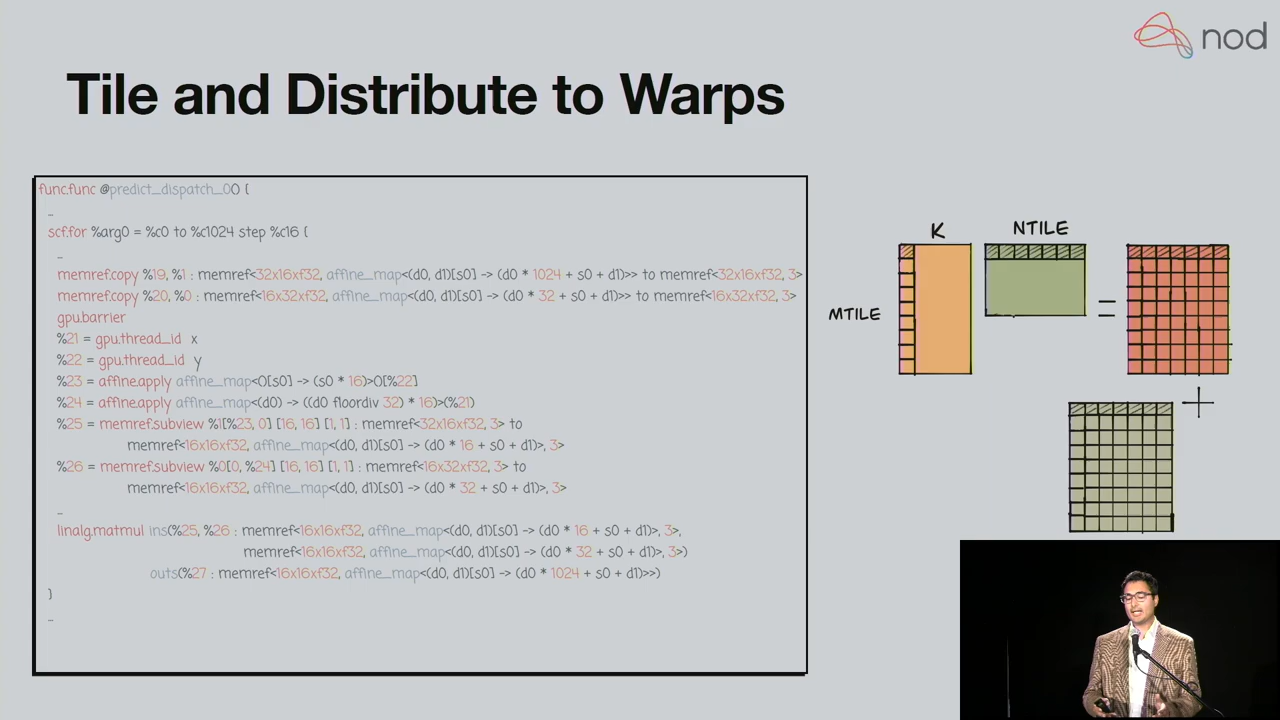 nod
Tile and Distribute to Warps
func.func @predict_dispatch_0() {
...
scf.for %arg0 = %c0 to %c1024 step %c16 {
...
memref.copy %19, %1 : memref<32x16xf32, affine_map<(d0, d1)[s0] -> (d0 * 1024 + s0 + d1)>> to memref<32x16xf32, 3>
memref.copy %20, %0 : memref<16x32xf32, affine_map<(d0, d1)[s0] -> (d0 * 32 + s0 + d1)>> to memref<16x32xf32, 3>
gpu.barrier
%21 = gpu.thread_id x
%22 = gpu.thread_id y
%23 = affine.apply affine_map<()[s0] -> (s0 * 16)>()[%22]
%24 = affine.apply affine_map<(d0) -> ((d0 floordiv 32) * 16)>(%21)
%25 = memref.subview %1[%23, 0] [16, 16] [1, 1] : memref<32x16xf32, 3> to
memref<16x16xf32, affine_map<(d0, d1)[s0] -> (d0 * 16 + s0 + d1)>, 3>
%26 = memref.subview %0[0, %24] [16, 16] [1, 1] : memref<16x32xf32, 3> to
memref<16x16xf32, affine_map<(d0, d1)[s0] -> (d0 * 32 + s0 + d1)>, 3>
...
linalg.matmul ins(%25, %26 : memref<16x16xf32, affine_map<(d0, d1)[s0] -> (d0 * 16 + s0 + d1)>, 3>,
memref<16x16xf32, affine_map<(d0, d1)[s0] -> (d0 * 32 + s0 + d1)>, 3>)
outs(%27 : memref<16x16xf32, affine_map<(d0, d1)[s0] -> (d0 * 1024 + s0 + d1)>>)
}
...
K
NTILE
MTILE
=
+